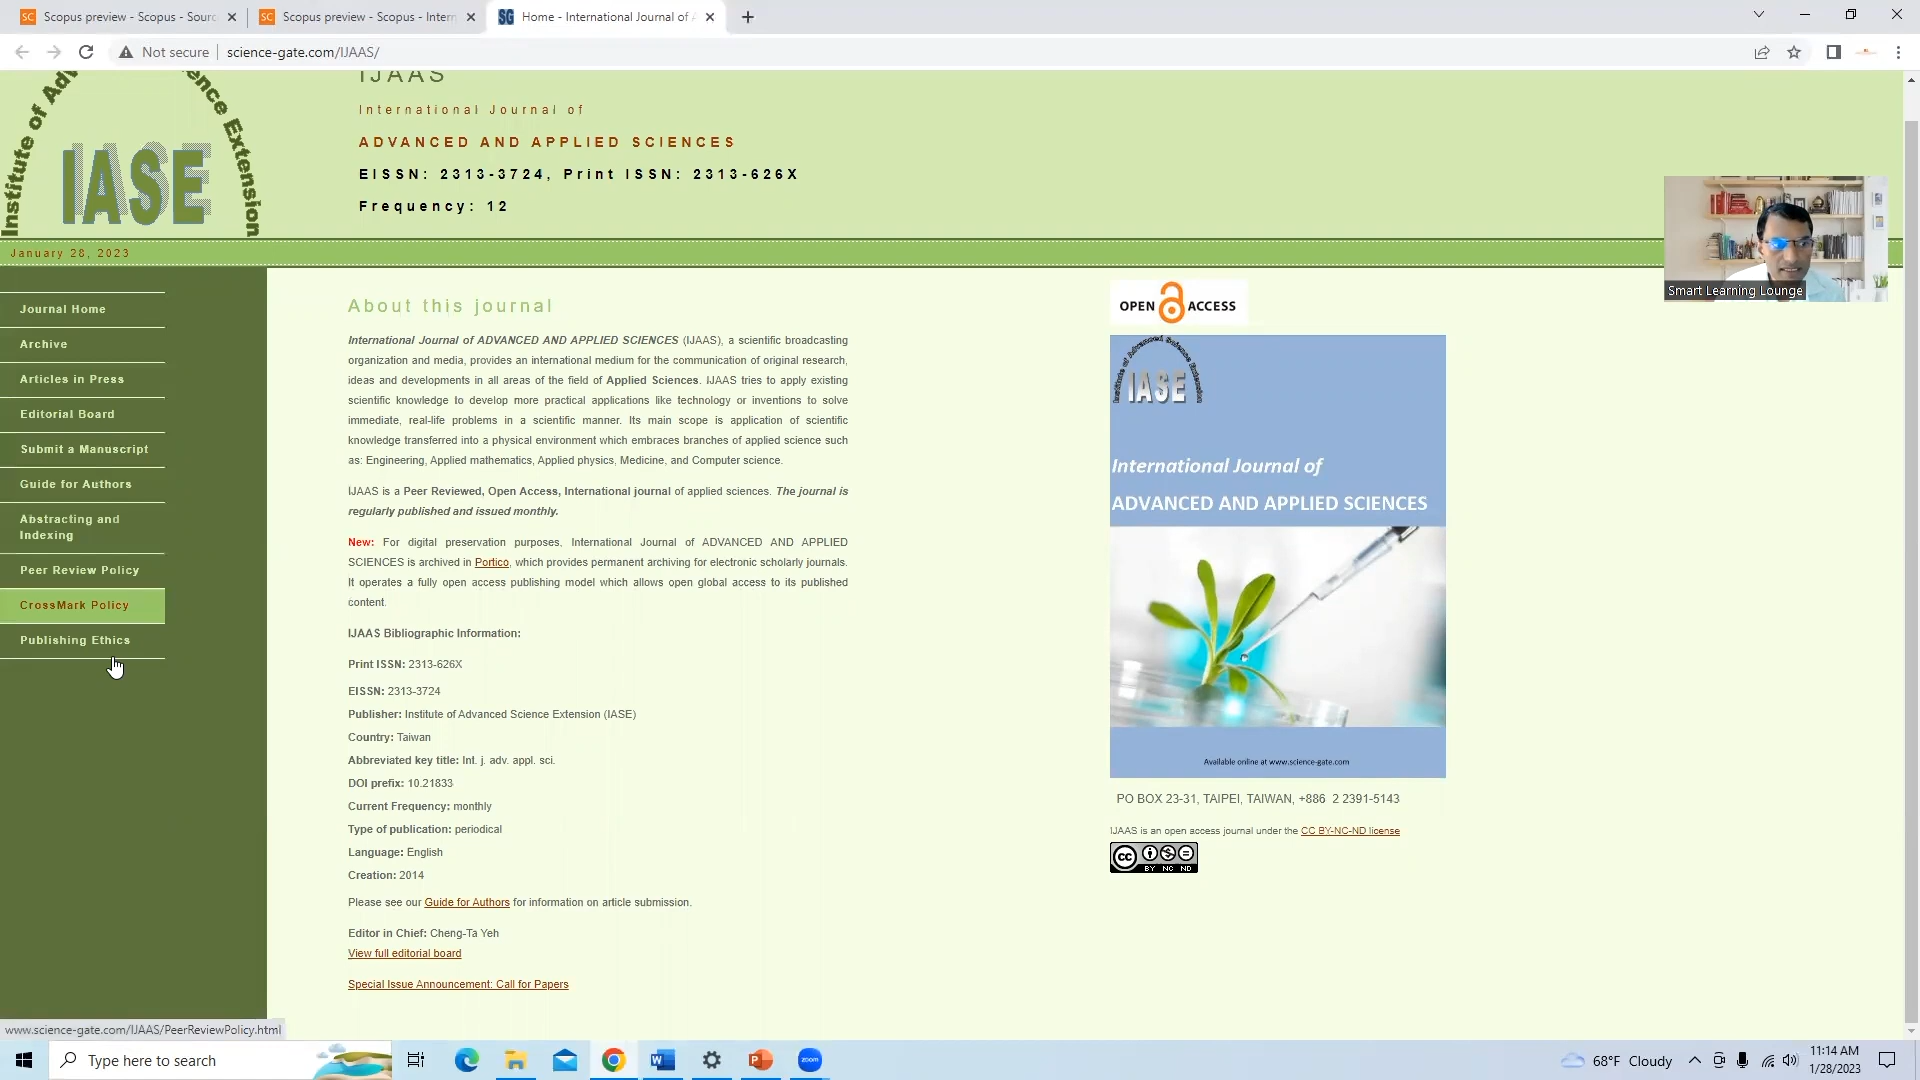 Scopus preview - Scopus - Sourc
Scopus preview - Scopus - Intern
Home - International Journal of A
Not secure
science-gate.com/IJAAS/
Institute of Advanced Science Extension
IASE
IJAAS
International Journal of
ADVANCED AND APPLIED SCIENCES
EISSN: 2313-3724, Print ISSN: 2313-626X
Frequency: 12
Smart Learning Lounge
January 28, 2023
Journal Home
Archive
Articles in Press
Editorial Board
Submit a Manuscript
Guide for Authors
Abstracting and
Indexing
Peer Review Policy
CrossMark Policy
Publishing Ethics
About this journal
International Journal of ADVANCED AND APPLIED SCIENCES (IJAAS), a scientific broadcasting
organization and media, provides an international medium for the communication of original research,
ideas and developments in all areas of the field of Applied Sciences. IJAAS tries to apply existing
scientific knowledge to develop more practical applications like technology or inventions to solve
immediate, real-life problems in a scientific manner. Its main scope is application of scientific
knowledge transferred into a physical environment which embraces branches of applied science such
as: Engineering, Applied mathematics, Applied physics, Medicine, and Computer science.
IJAAS is a Peer Reviewed, Open Access, International journal of applied sciences. The journal is
regularly published and issued monthly.
New: For digital preservation purposes, International Journal of ADVANCED AND APPLIED
SCIENCES is archived in Portico, which provides permanent archiving for electronic scholarly journals.
It operates a fully open access publishing model which allows open global access to its published
content.
IJAAS Bibliographic Information:
Print ISSN: 2313-626X
EISSN: 2313-3724
Publisher: Institute of Advanced Science Extension (IASE)
Country: Taiwan
Abbreviated key title: Int. j. adv. appl. sci.
DOI prefix: 10.21833
Current Frequency: monthly
Type of publication: periodical
Language: English
Creation: 2014
Please see our Guide for Authors for information on article submission.
Editor in Chief: Cheng-Ta Yeh
View full editorial board
Special Issue Announcement: Call for Papers
OPEN ACCESS
Institute of Advanced Science Extension
IASE
International Journal of
ADVANCED AND APPLIED SCIENCES
Available online at www.science-gate.com
PO BOX 23-31, TAIPEI, TAIWAN, +886 2 2391-5143
IJAAS is an open access journal under the CC BY-NC-ND license
cc BY NC ND
www.science-gate.com/IJAAS/PeerReviewPolicy.html
Type here to search
zoom
68°F Cloudy
11:14 AM
1/28/2023